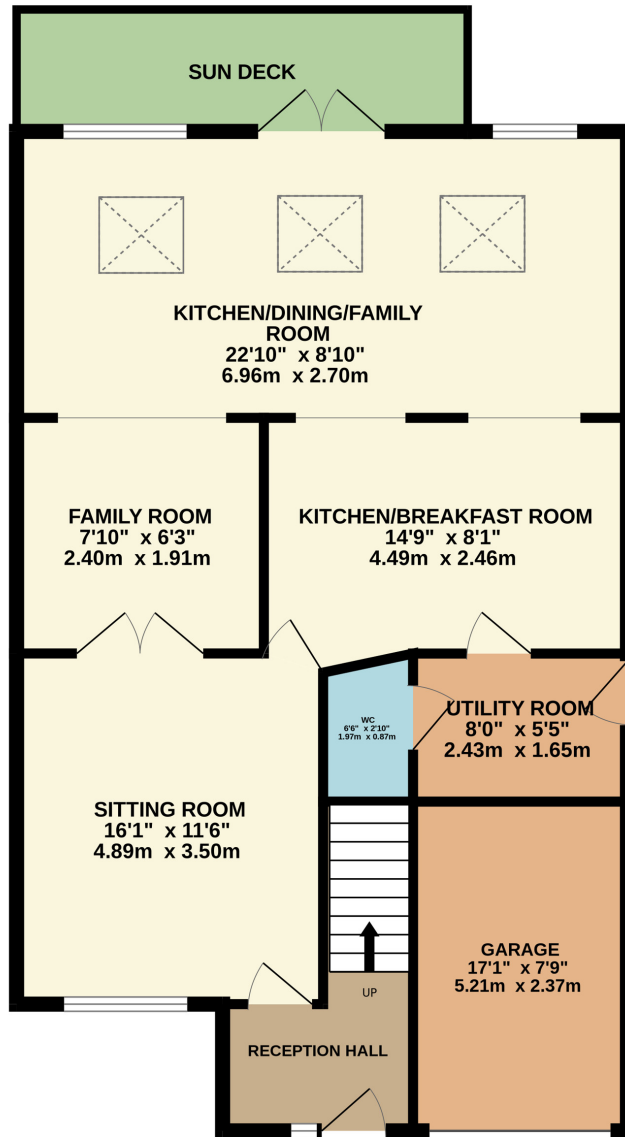 SUN DECK
KITCHEN/DINING/FAMILY
ROOM
22'10" x 8'10"
6.96m x 2.70m
FAMILY ROOM
7'10" x 6'3"
2.40m x 1.91m
KITCHEN/BREAKFAST ROOM
14'9" x 8'1"
4.49m x 2.46m
WC
6'6" x 2'10"
1.97m x 0.87m
UTILITY ROOM
8'0" x 5'5"
2.43m x 1.65m
SITTING ROOM
16'1" x 11'6"
4.89m x 3.50m
GARAGE
17'1" x 7'9"
5.21m x 2.37m
UP
RECEPTION HALL